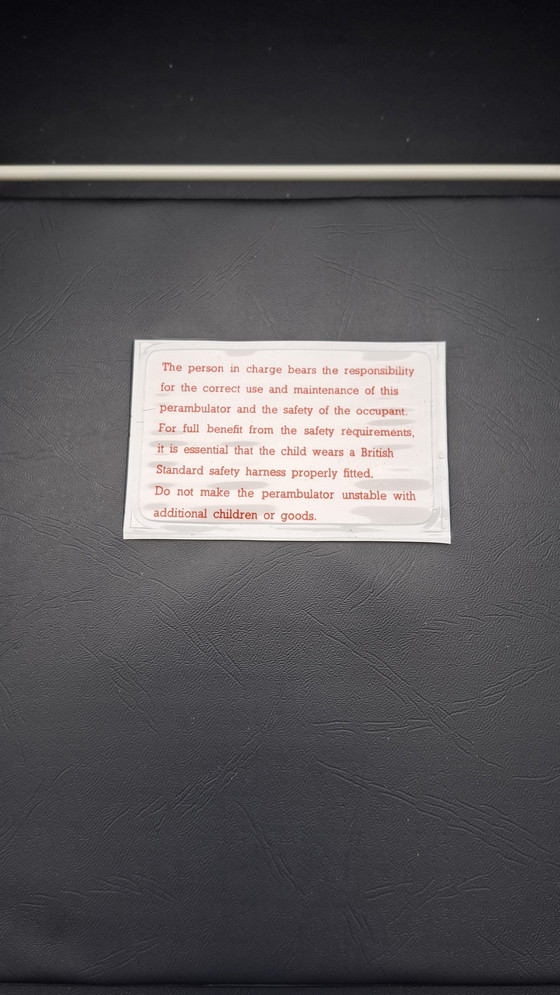 The person in charge bears the responsibility
for the correct use and maintenance of this
perambulator and the safety of the occupant.
For full benefit from the safety requirements,
it is essential that the child wears a British
Standard safety harness properly fitted.
Do not make the perambulator unstable with
additional children or goods.